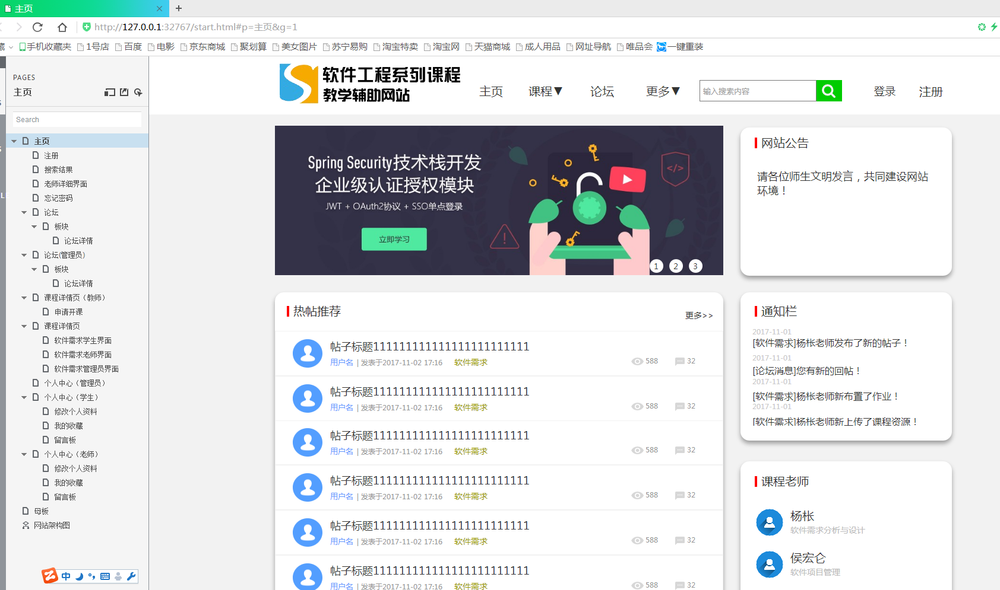 主页
http://127.0.0.1:32767/start.html#p=主页&g=1
藏 手机收藏夹 1号店 百度 电影 京东商城 聚划算 美女图片 苏宁易购 淘宝特卖 淘宝网 天猫商城 成人用品 网址导航 唯品会 一键重装
PAGES
主页
Search
主页
注册
搜索结果
老师详细界面
忘记密码
论坛
板块
论坛详情
论坛(管理员)
板块
论坛详情
课程详情页（教师）
申请开课
课程详情页
软件需求学生界面
软件需求老师界面
软件需求管理员界面
个人中心（管理员）
个人中心（学生）
修改个人资料
我的收藏
留言板
个人中心（老师）
修改个人资料
我的收藏
留言板
母板
网站架构图
中
软件工程系列课程
教学辅助网站
主页 课程▼ 论坛 更多▼ 输入搜索内容 登录 注册
Spring Security技术栈开发
企业级认证授权模块
JWT + OAuth2协议 + SSO单点登录
立即学习
</>
1 2 3
网站公告
请各位师生文明发言，共同建设网站
环境！
热帖推荐 更多>>
帖子标题111111111111111111111111
用户名 | 发表于2017-11-02 17:16 软件需求 588 32
帖子标题111111111111111111111111
用户名 | 发表于2017-11-02 17:16 软件需求 588 32
帖子标题111111111111111111111111
用户名 | 发表于2017-11-02 17:16 软件需求 588 32
帖子标题111111111111111111111111
用户名 | 发表于2017-11-02 17:16 软件需求 588 32
帖子标题111111111111111111111111
用户名 | 发表于2017-11-02 17:16 软件需求 588 32
帖子标题111111111111111111111111
用户名 | 发表于2017-11-02 17:16 软件需求 588 32
通知栏
2017-11-01
[软件需求]杨枨老师发布了新的帖子！
2017-11-01
[论坛消息]您有新的回帖！
2017-11-01
[软件需求]杨枨老师新布置了作业！
2017-11-01
[软件需求]杨枨老师新上传了课程资源！
课程老师
杨枨
软件需求分析与设计
侯宏仑
软件项目管理